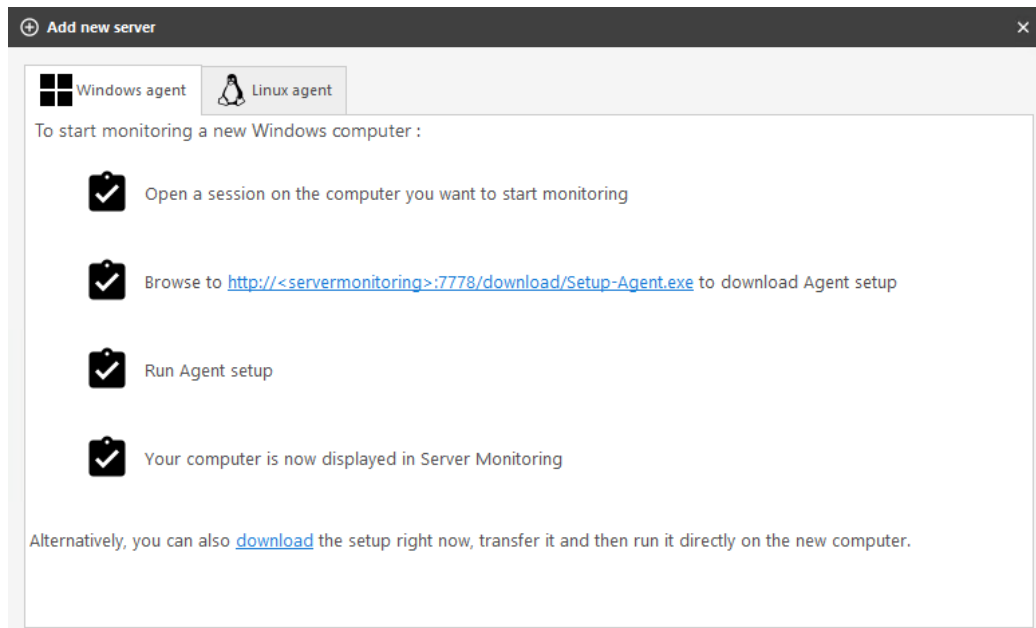 Add new server
Windows agent
Linux agent
To start monitoring a new Windows computer :
Open a session on the computer you want to start monitoring
Browse to http://<servermonitoring>:7778/download/Setup-Agent.exe to download Agent setup
Run Agent setup
Your computer is now displayed in Server Monitoring
Alternatively, you can also download the setup right now, transfer it and then run it directly on the new computer.